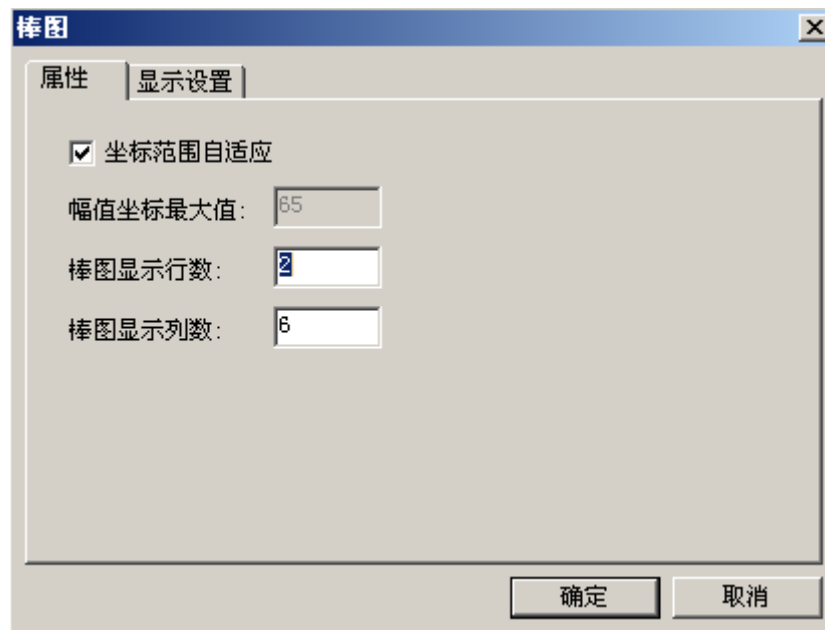 棒图
属性 显示设置
坐标范围自适应
幅值坐标最大值: 65
棒图显示行数: 2
棒图显示列数: 6
确定 取消